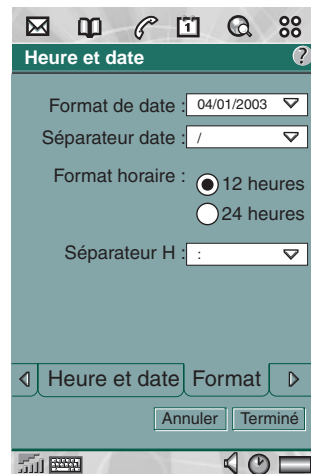 Heure et date ?
Format de date : 04/01/2003
Séparateur date : /
Format horaire : 12 heures
24 heures
Séparateur H : :
Heure et date Format
Annuler Terminé